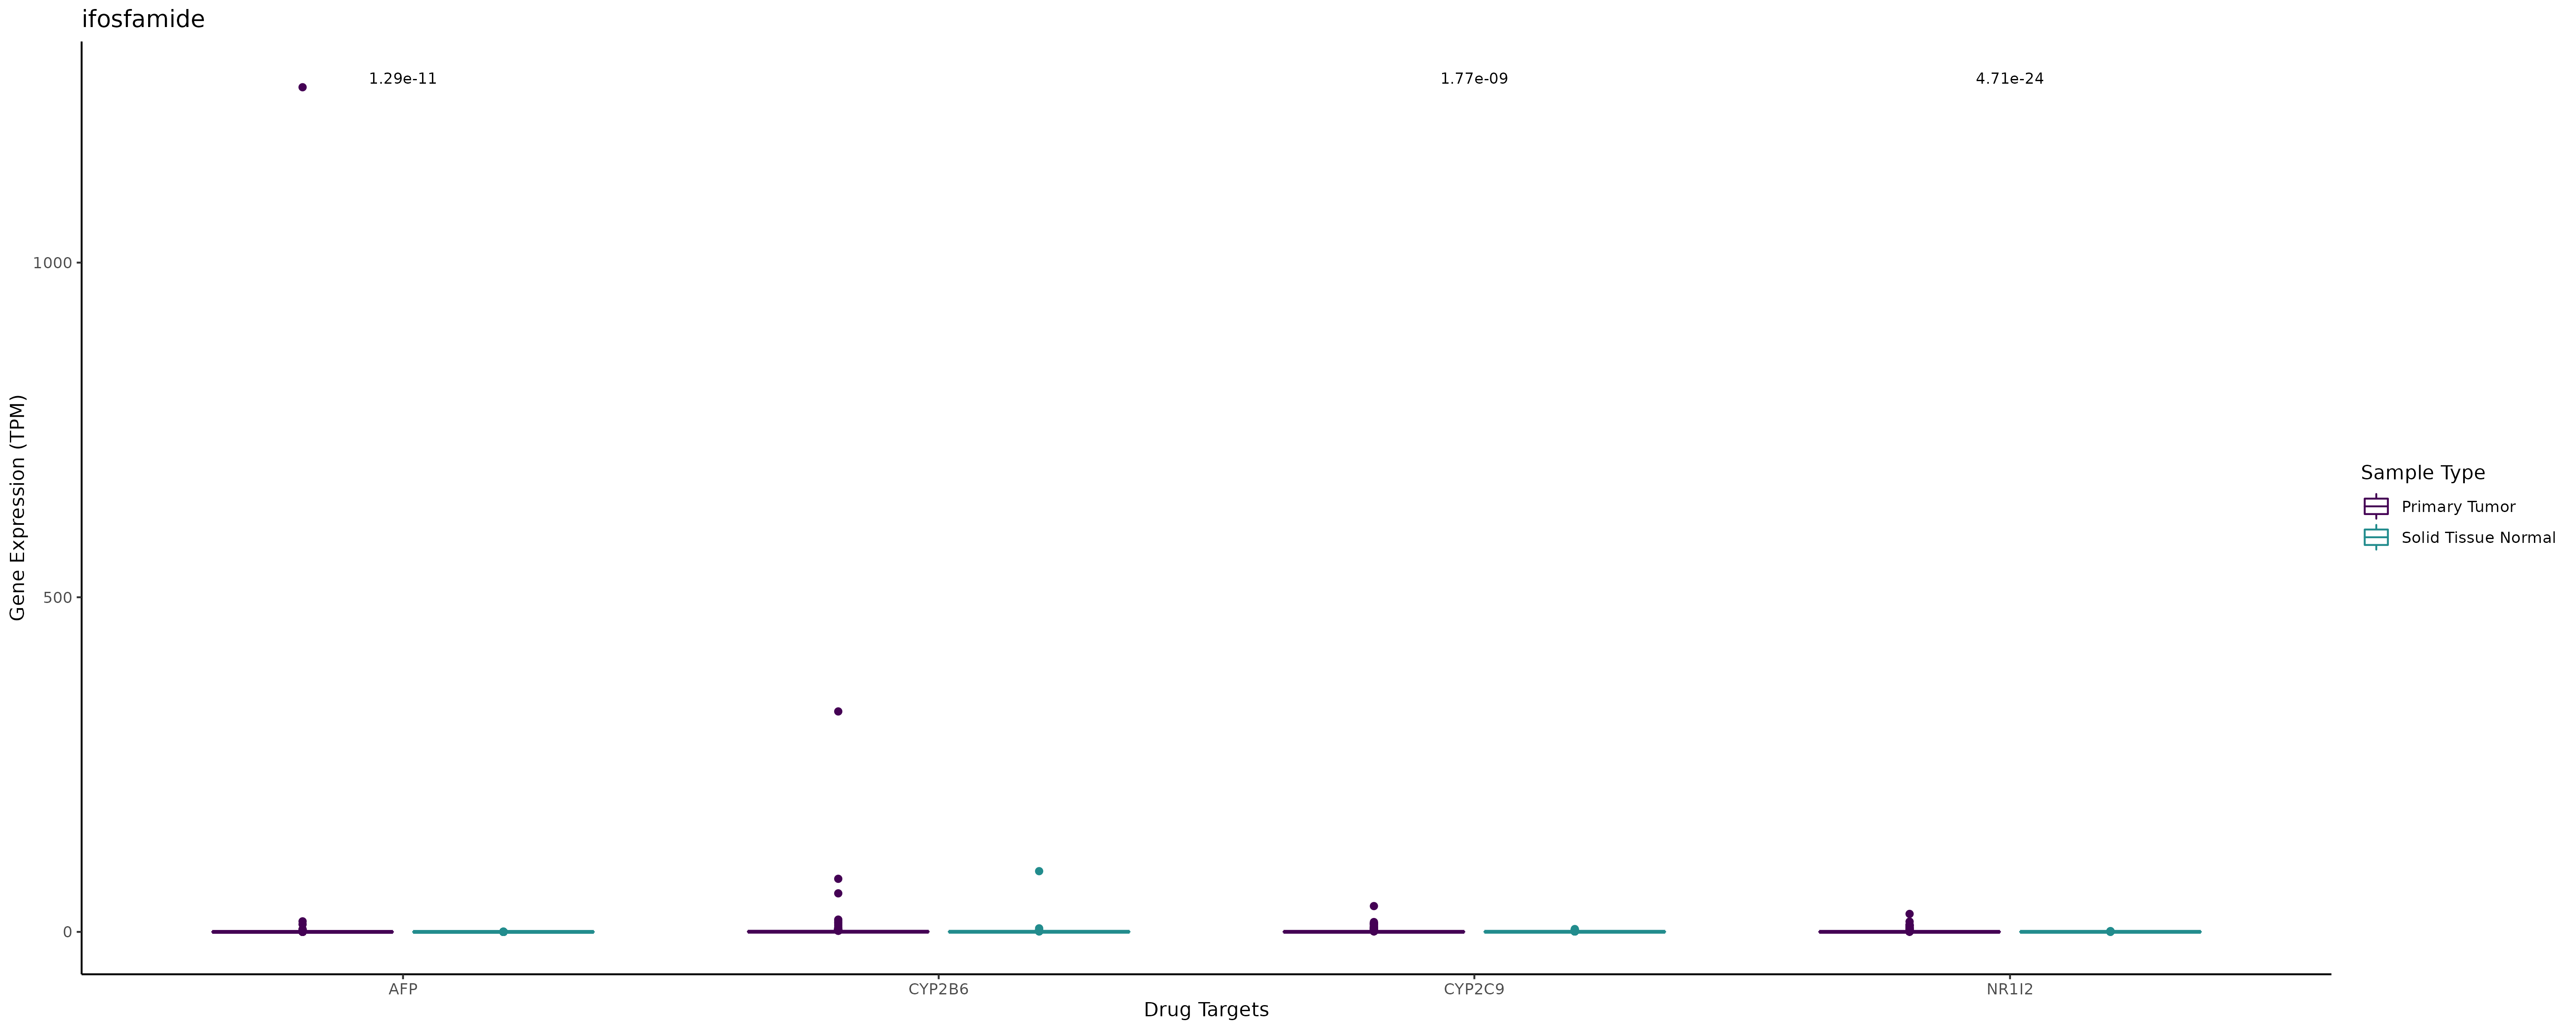 ifosfamide
1.29e-11
1.77e-09
4.71e-24
1000
500
0
Gene Expression (TPM)
AFP
CYP2B6
CYP2C9
NR1I2
Drug Targets
Sample Type
Primary Tumor
Solid Tissue Normal